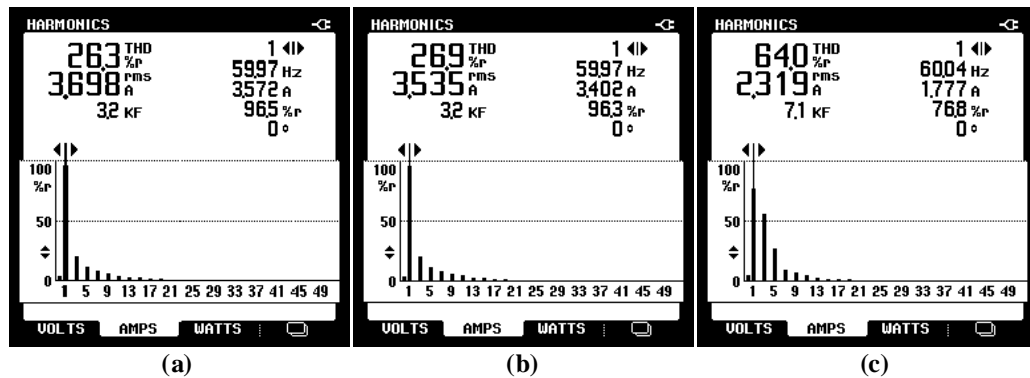 HARMONICS
26,3 THD %r
3,698 rms A
3,2 KF
1
59,97 Hz
3,572 A
96,5 %r
0 °
100
%r
50
0
1 5 9 13 17 21 25 29 33 37 41 45 49
VOLTS AMPS WATTS
(a)
HARMONICS
26,9 THD %r
3,535 rms A
3,2 KF
1
59,97 Hz
3,402 A
96,3 %r
0 °
100
%r
50
0
1 5 9 13 17 21 25 29 33 37 41 45 49
VOLTS AMPS WATTS
(b)
HARMONICS
64,0 THD %r
2,319 rms A
7,1 KF
1
60,04 Hz
1,777 A
76,8 %r
0 °
100
%r
50
0
1 5 9 13 17 21 25 29 33 37 41 45 49
VOLTS AMPS WATTS
(c)